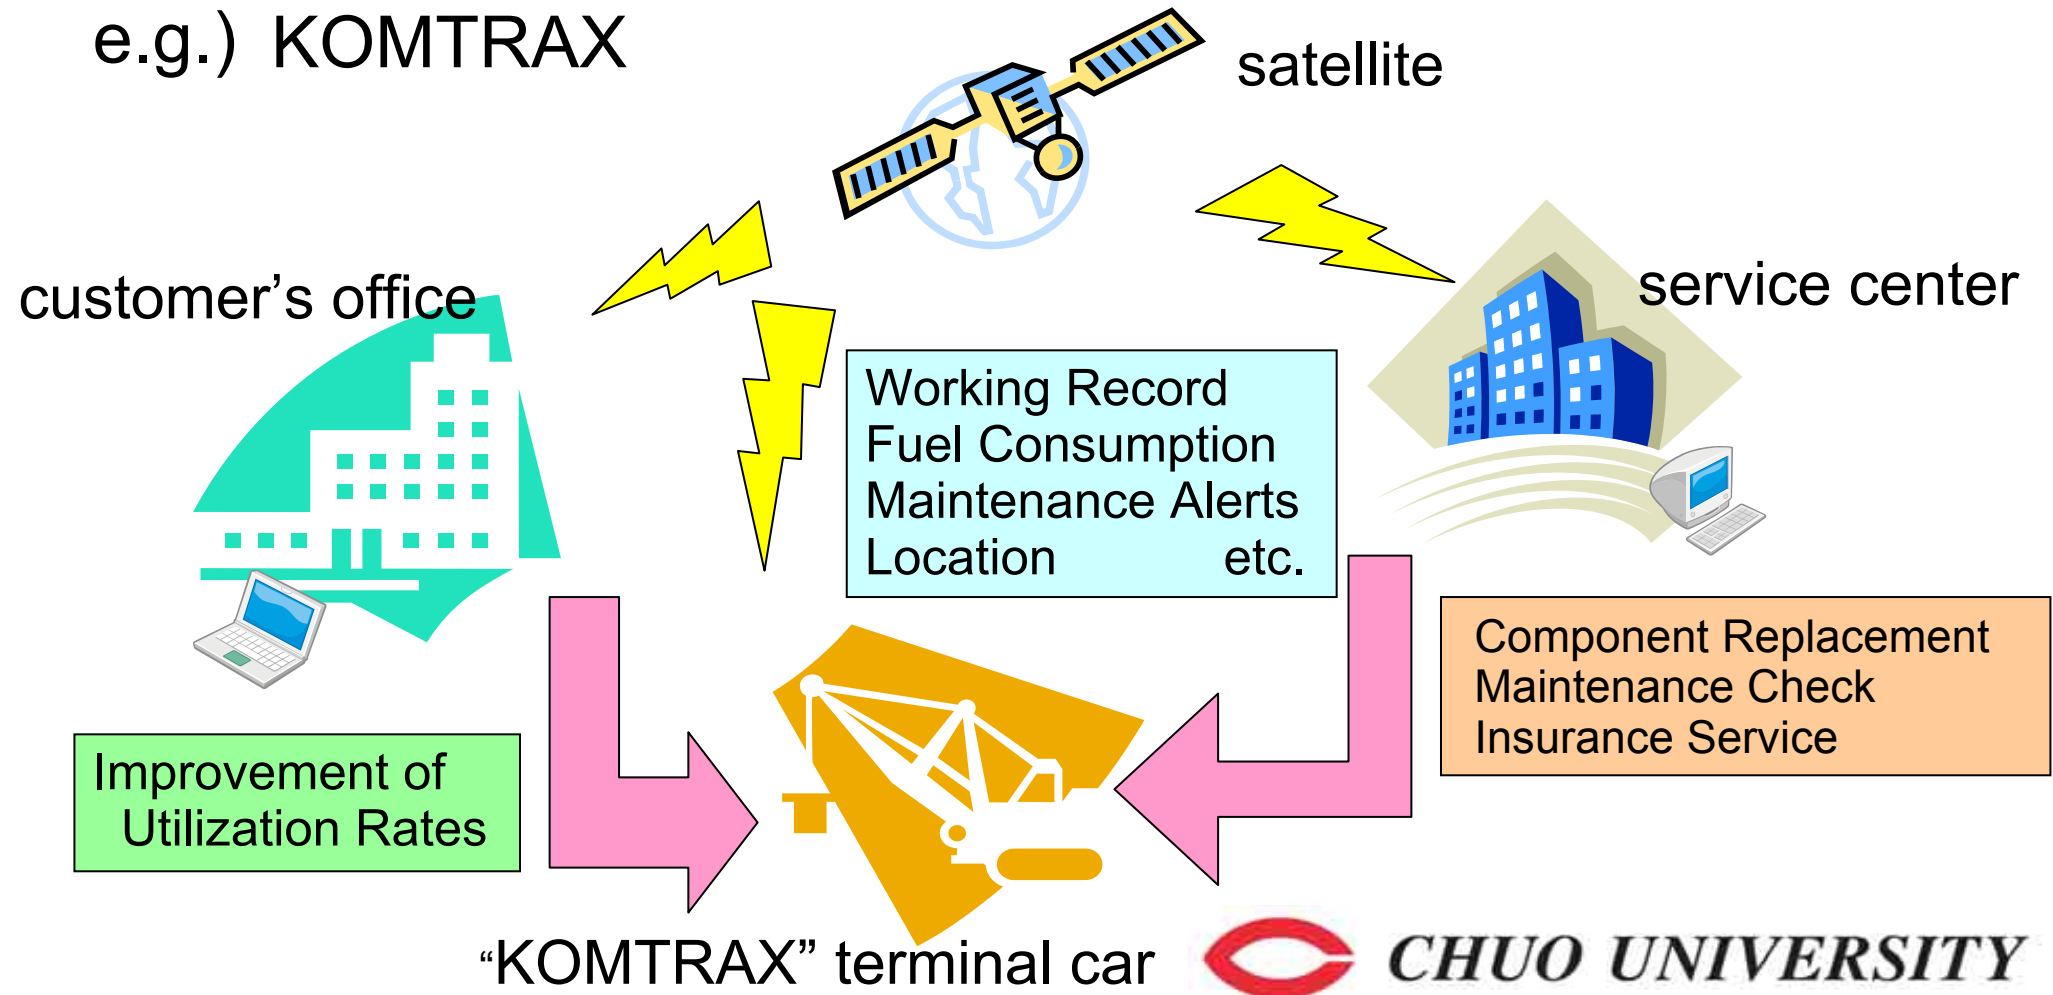 e.g.) KOMTRAX
satellite
customer’s office
service center
Working Record
Fuel Consumption
Maintenance Alerts
Location etc.
Component Replacement
Maintenance Check
Insurance Service
Improvement of
Utilization Rates
“KOMTRAX” terminal car
CHUO UNIVERSITY